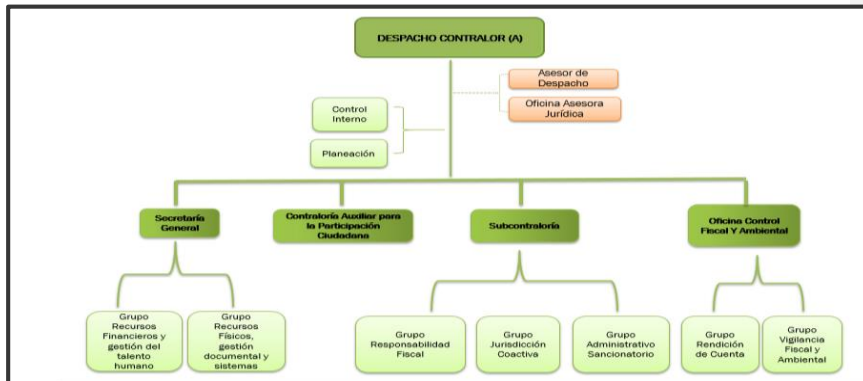 DESPACHO CONTRALOR (A)
Asesor de
Despacho
Oficina Asesora
Jurídica
Control
Interno
Planeación
Secretaría
General
Contraloría Auxiliar para
la Participación
Ciudadana
Subcontraloría
Oficina Control
Fiscal Y Ambiental
Grupo
Recursos
Financieros y
gestión del
talento
humano
Grupo
Recursos
Físicos,
gestión
documental y
sistemas
Grupo
Responsabilidad
Fiscal
Grupo
Jurisdicción
Coactiva
Grupo
Administrativo
Sancionatorio
Grupo
Rendición
de Cuenta
Grupo
Vigilancia
Fiscal y
Ambiental